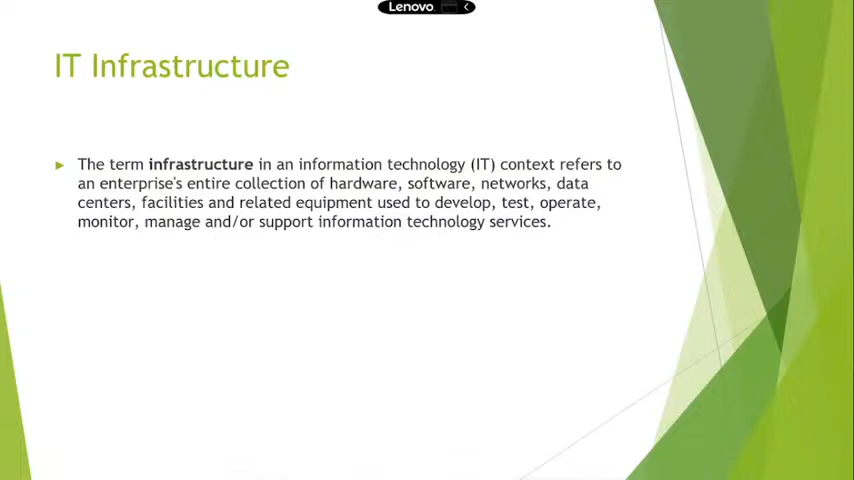 Lenovo
IT Infrastructure
The term infrastructure in an information technology (IT) context refers to
an enterprise's entire collection of hardware, software, networks, data
centers, facilities and related equipment used to develop, test, operate,
monitor, manage and/or support information technology services.